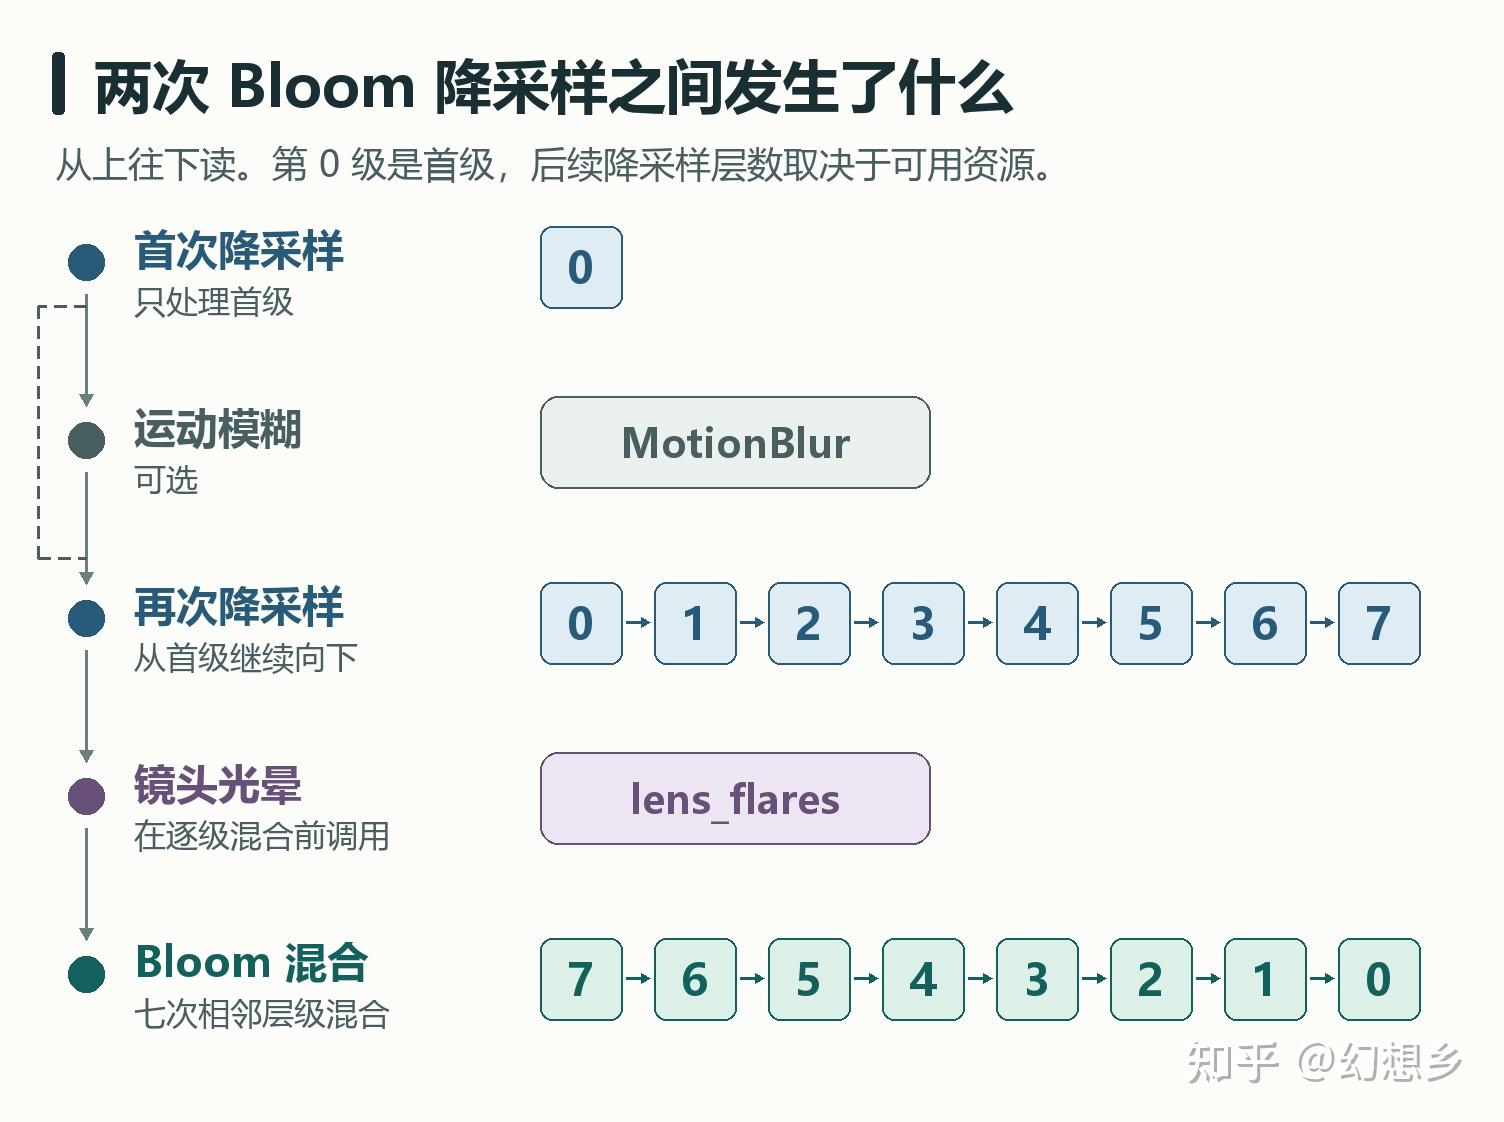 两次 Bloom 降采样之间发生了什么
从上往下读。第 0 级是首级，后续降采样层数取决于可用资源。
首次降采样
只处理首级
0
运动模糊
可选
MotionBlur
再次降采样
从首级继续向下
0 1 2 3 4 5 6 7
镜头光晕
在逐级混合前调用
lens_flares
Bloom 混合
七次相邻层级混合
7 6 5 4 3 2 1 0
知乎 @幻想乡